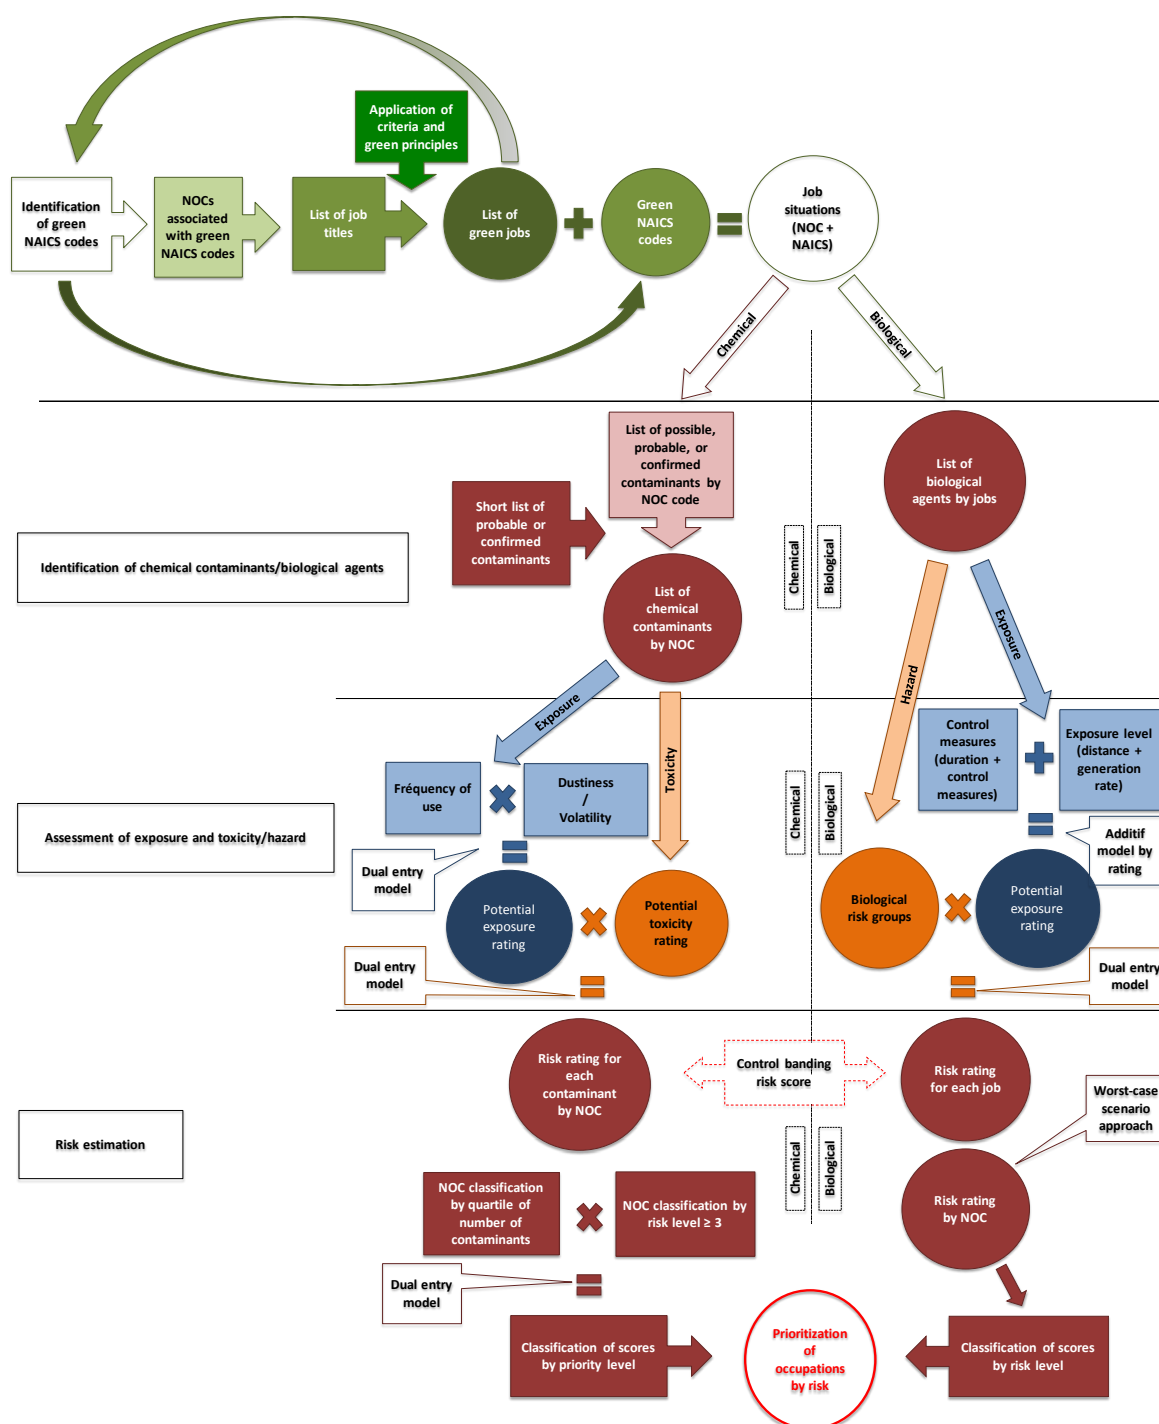 Application of
criteria and
green principles
Identification
of green
NAICS codes
NOCs
associated
with green
NAICS codes
List of job
titles
List of
green jobs
Green
NAICS
codes
Job
situations
(NOC +
NAICS)
Chemical
Biological
List of possible,
probable, or
confirmed
contaminants by
NOC code
Short list of
probable or
confirmed
contaminants
List of
biological
agents by jobs
Identification of chemical contaminants/biological agents
Chemical
Biological
List of
chemical
contaminants
by NOC
Exposure
Toxicity
Hazard
Exposure
Control
measures
(duration +
control
measures)
Exposure level
(distance +
generation
rate)
Fréquency of
use
Dustiness
/
Volatility
Chemical
Biological
Assessment of exposure and toxicity/hazard
Dual entry
model
Additif
model by
rating
Potential
exposure
rating
Potential
toxicity
rating
Biological
risk groups
Potential
exposure
rating
Dual entry
model
Dual entry
model
Risk rating for
each
contaminant
by NOC
Control banding
risk score
Risk rating
for each job
Worst-case
scenario
approach
Risk estimation
Chemical
Biological
NOC classification
by quartile of
number of
contaminants
NOC classification by
risk level ≥ 3
Risk rating
by NOC
Dual entry
model
Classification of scores
by priority level
Prioritization
of
occupations
by risk
Classification of scores
by risk level